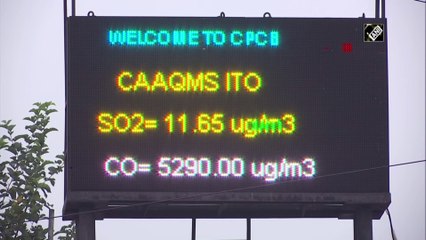 WELCOME TO CPCB
CAAQMS ITO
SO2= 11.65 ug/m3
CO= 5290.00 ug/m3